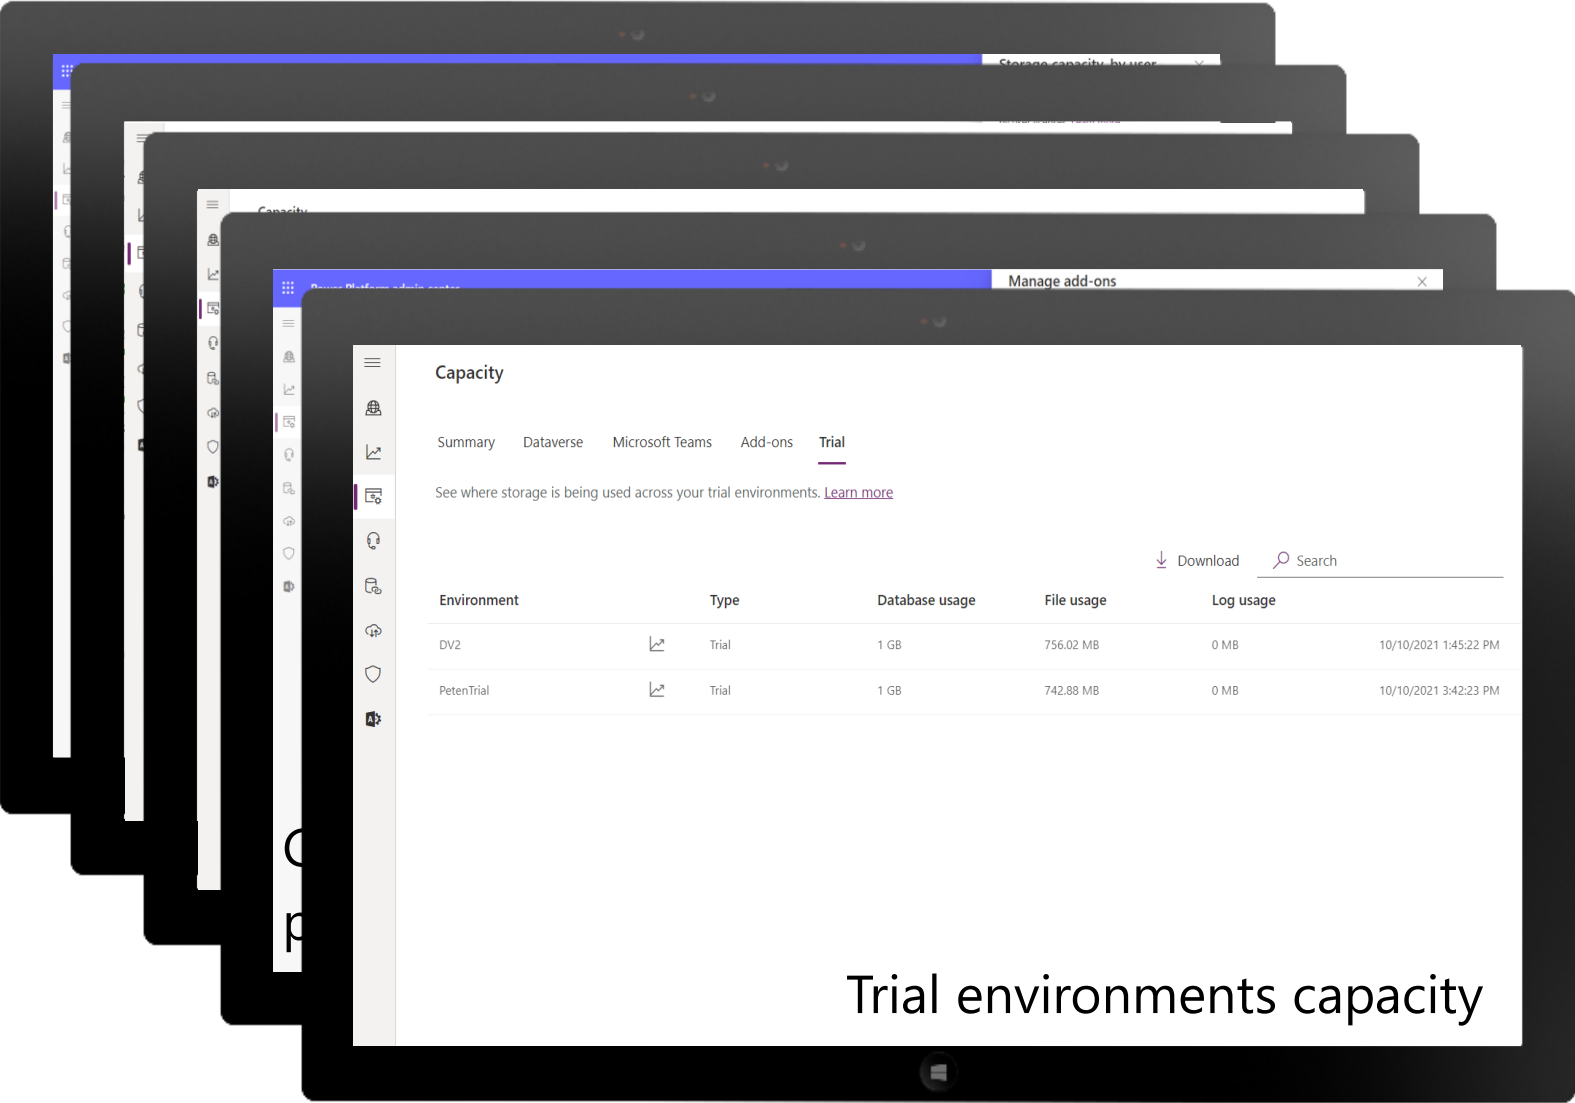 Storage capacity, by user
Capacity
Power Platform admin center
Manage add-ons
Capacity
Summary Dataverse Microsoft Teams Add-ons Trial
See where storage is being used across your trial environments. Learn more
Download Search
Environment Type Database usage File usage Log usage
DV2 Trial 1 GB 756.02 MB 0 MB 10/10/2021 1:45:22 PM
PetenTrial Trial 1 GB 742.88 MB 0 MB 10/10/2021 3:42:23 PM
Trial environments capacity